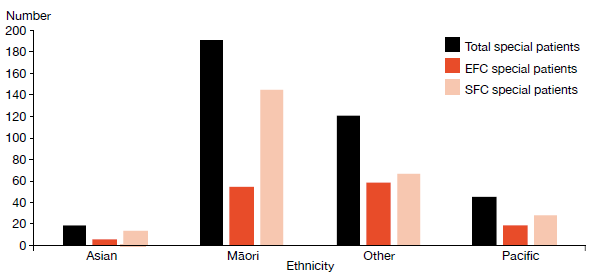 Number
200
180
160
140
120
100
80
60
40
20
0
Total special patients
EFC special patients
SFC special patients
Asian
Māori
Other
Pacific
Ethnicity